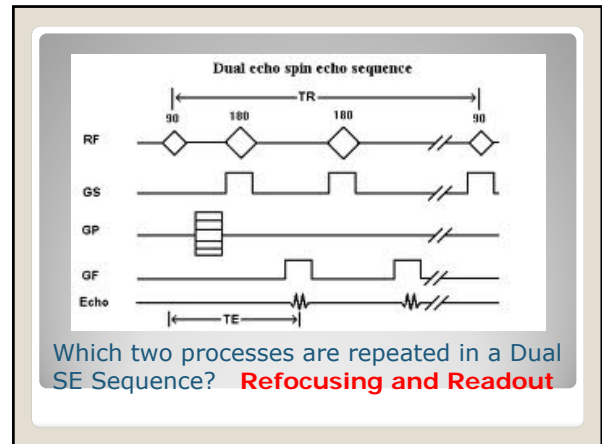 Dual echo spin echo sequence
TR
90 180 180 90
RF
GS
GP
GF
Echo
TE
Which two processes are repeated in a Dual
SE Sequence? Refocusing and Readout